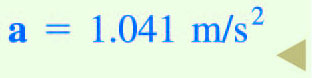 a = 1.041 m/s²